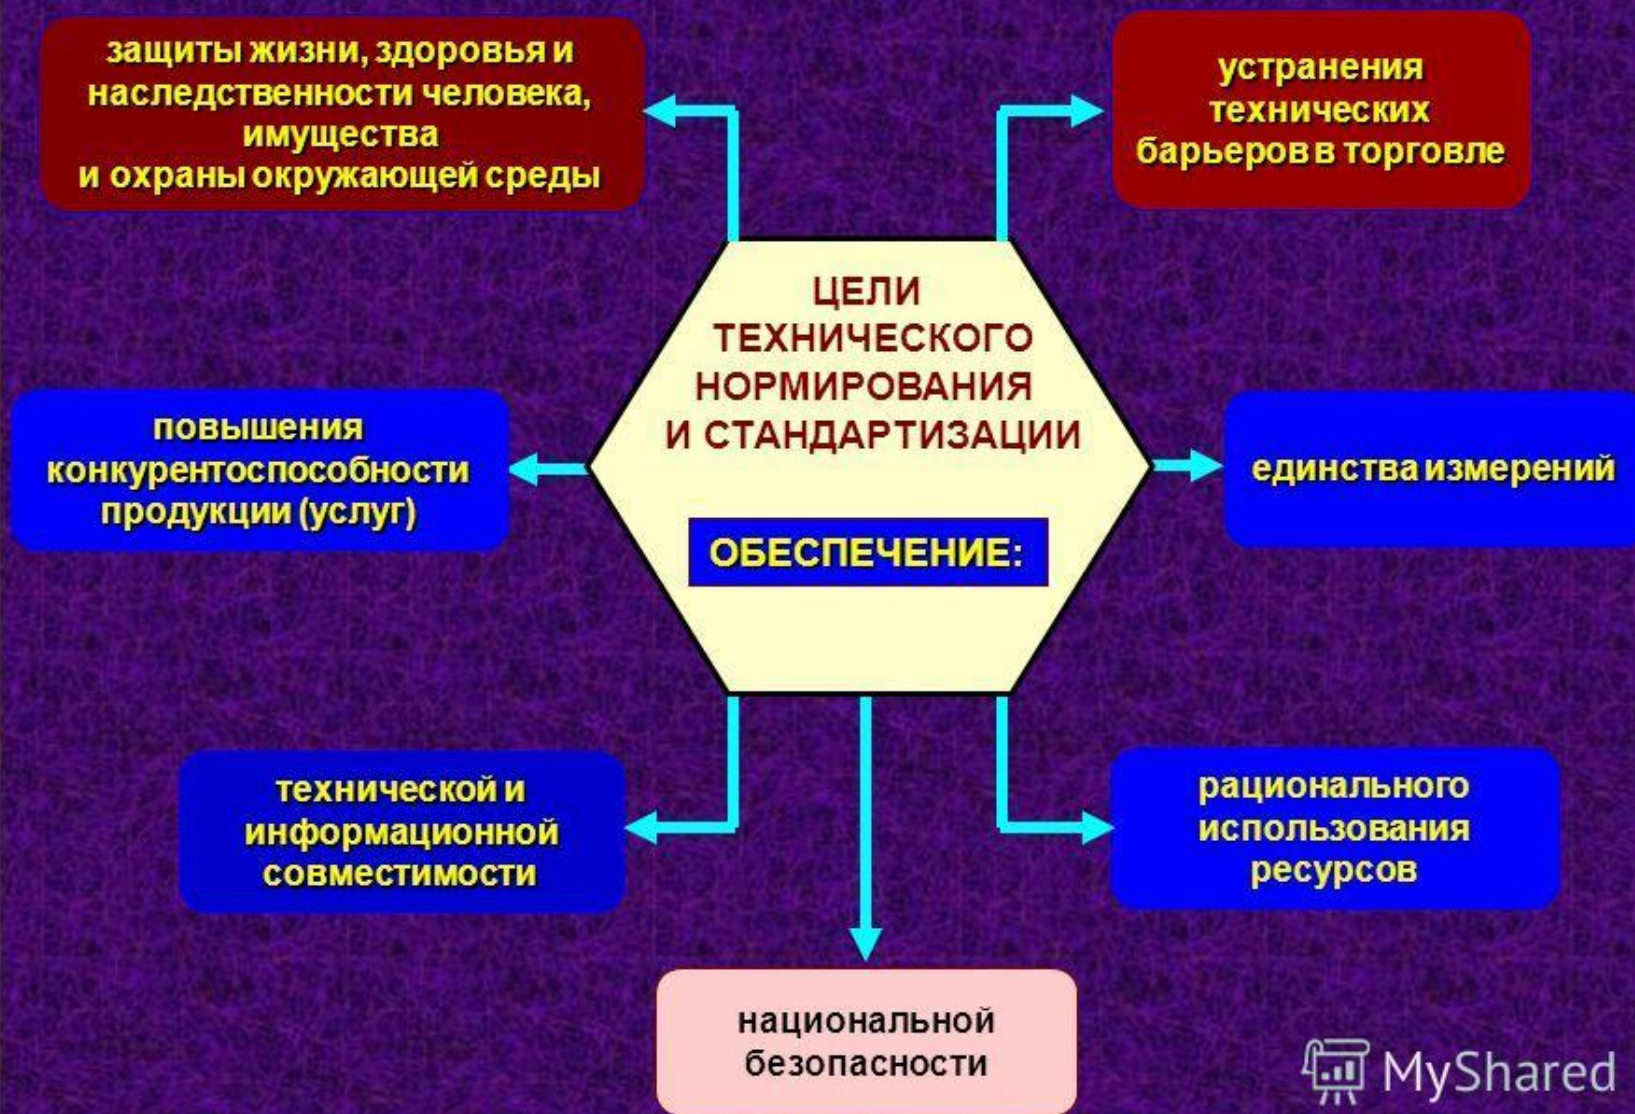 защиты жизни, здоровья и
наследственности человека,
имущества
и охраны окружающей среды
устранения
технических
барьеров в торговле
ЦЕЛИ
ТЕХНИЧЕСКОГО
НОРМИРОВАНИЯ
И СТАНДАРТИЗАЦИИ
ОБЕСПЕЧЕНИЕ:
повышения
конкурентоспособности
продукции (услуг)
единства измерений
технической и
информационной
совместимости
рационального
использования
ресурсов
национальной
безопасности
MyShared